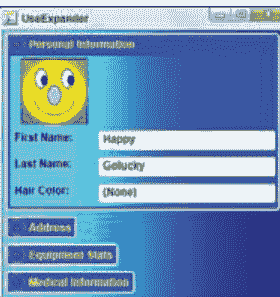 UseExpander
Personal Information
First Name: Happy
Last Name: Golucky
Hair Color: (None)
Address
Equipment Stats
Medical Information